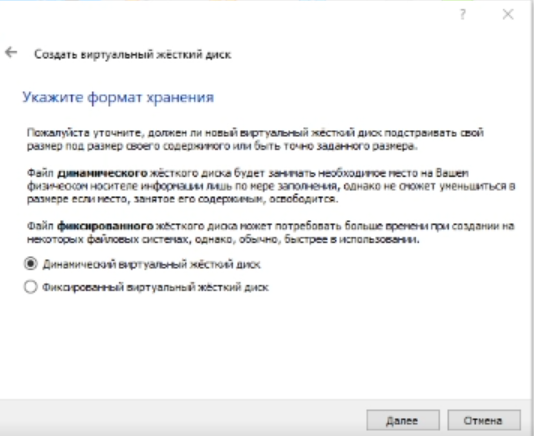 ?
Создать виртуальный жёсткий диск
Укажите формат хранения
Пожалуйста уточните, должен ли новый виртуальный жёсткий диск подстраивать свой
размер под размер своего содержимого или быть точно заданного размера.
Файл динамического жёсткого диска будет занимать необходимое место на Вашем
физическом носителе информации лишь по мере заполнения, однако не сможет уменьшиться в
размере если место, занятое его содержимым, освободится.
Файл фиксированного жёсткого диска может потребовать больше времени при создании на
некоторых файловых системах, однако, обычно, быстрее в использовании.
Динамический виртуальный жёсткий диск
Фиксированный виртуальный жёсткий диск
Далее
Отмена